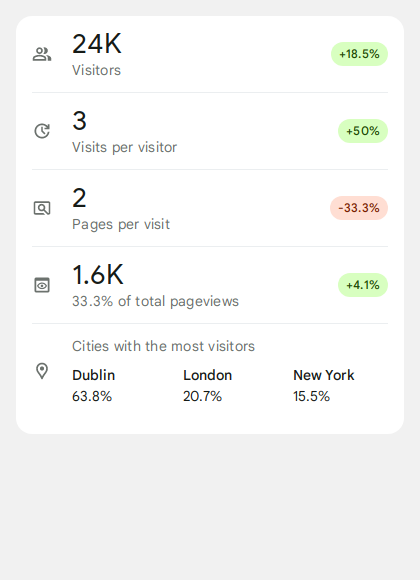 24K
+18.5%
Visitors
3
+50%
Visits per visitor
2
-33.3%
Pages per visit
1.6K
+4.1%
33.3% of total pageviews
Cities with the most visitors
Dublin London New York
63.8% 20.7% 15.5%